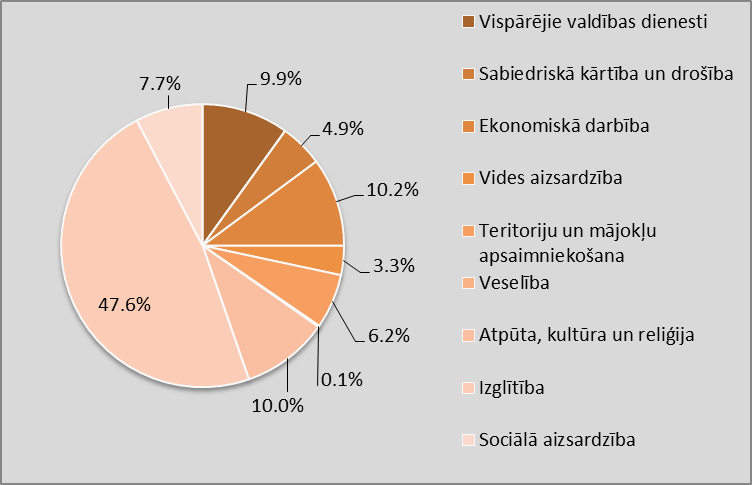 7.7%
9.9%
4.9%
10.2%
3.3%
6.2%
0.1%
10.0%
47.6%
Vispārējie valdības dienesti
Sabiedriskā kārtība un drošība
Ekonomiskā darbība
Vides aizsardzība
Teritoriju un mājokļu
apsaimniekošana
Veselība
Atpūta, kultūra un reliģija
Izglītība
Sociālā aizsardzība